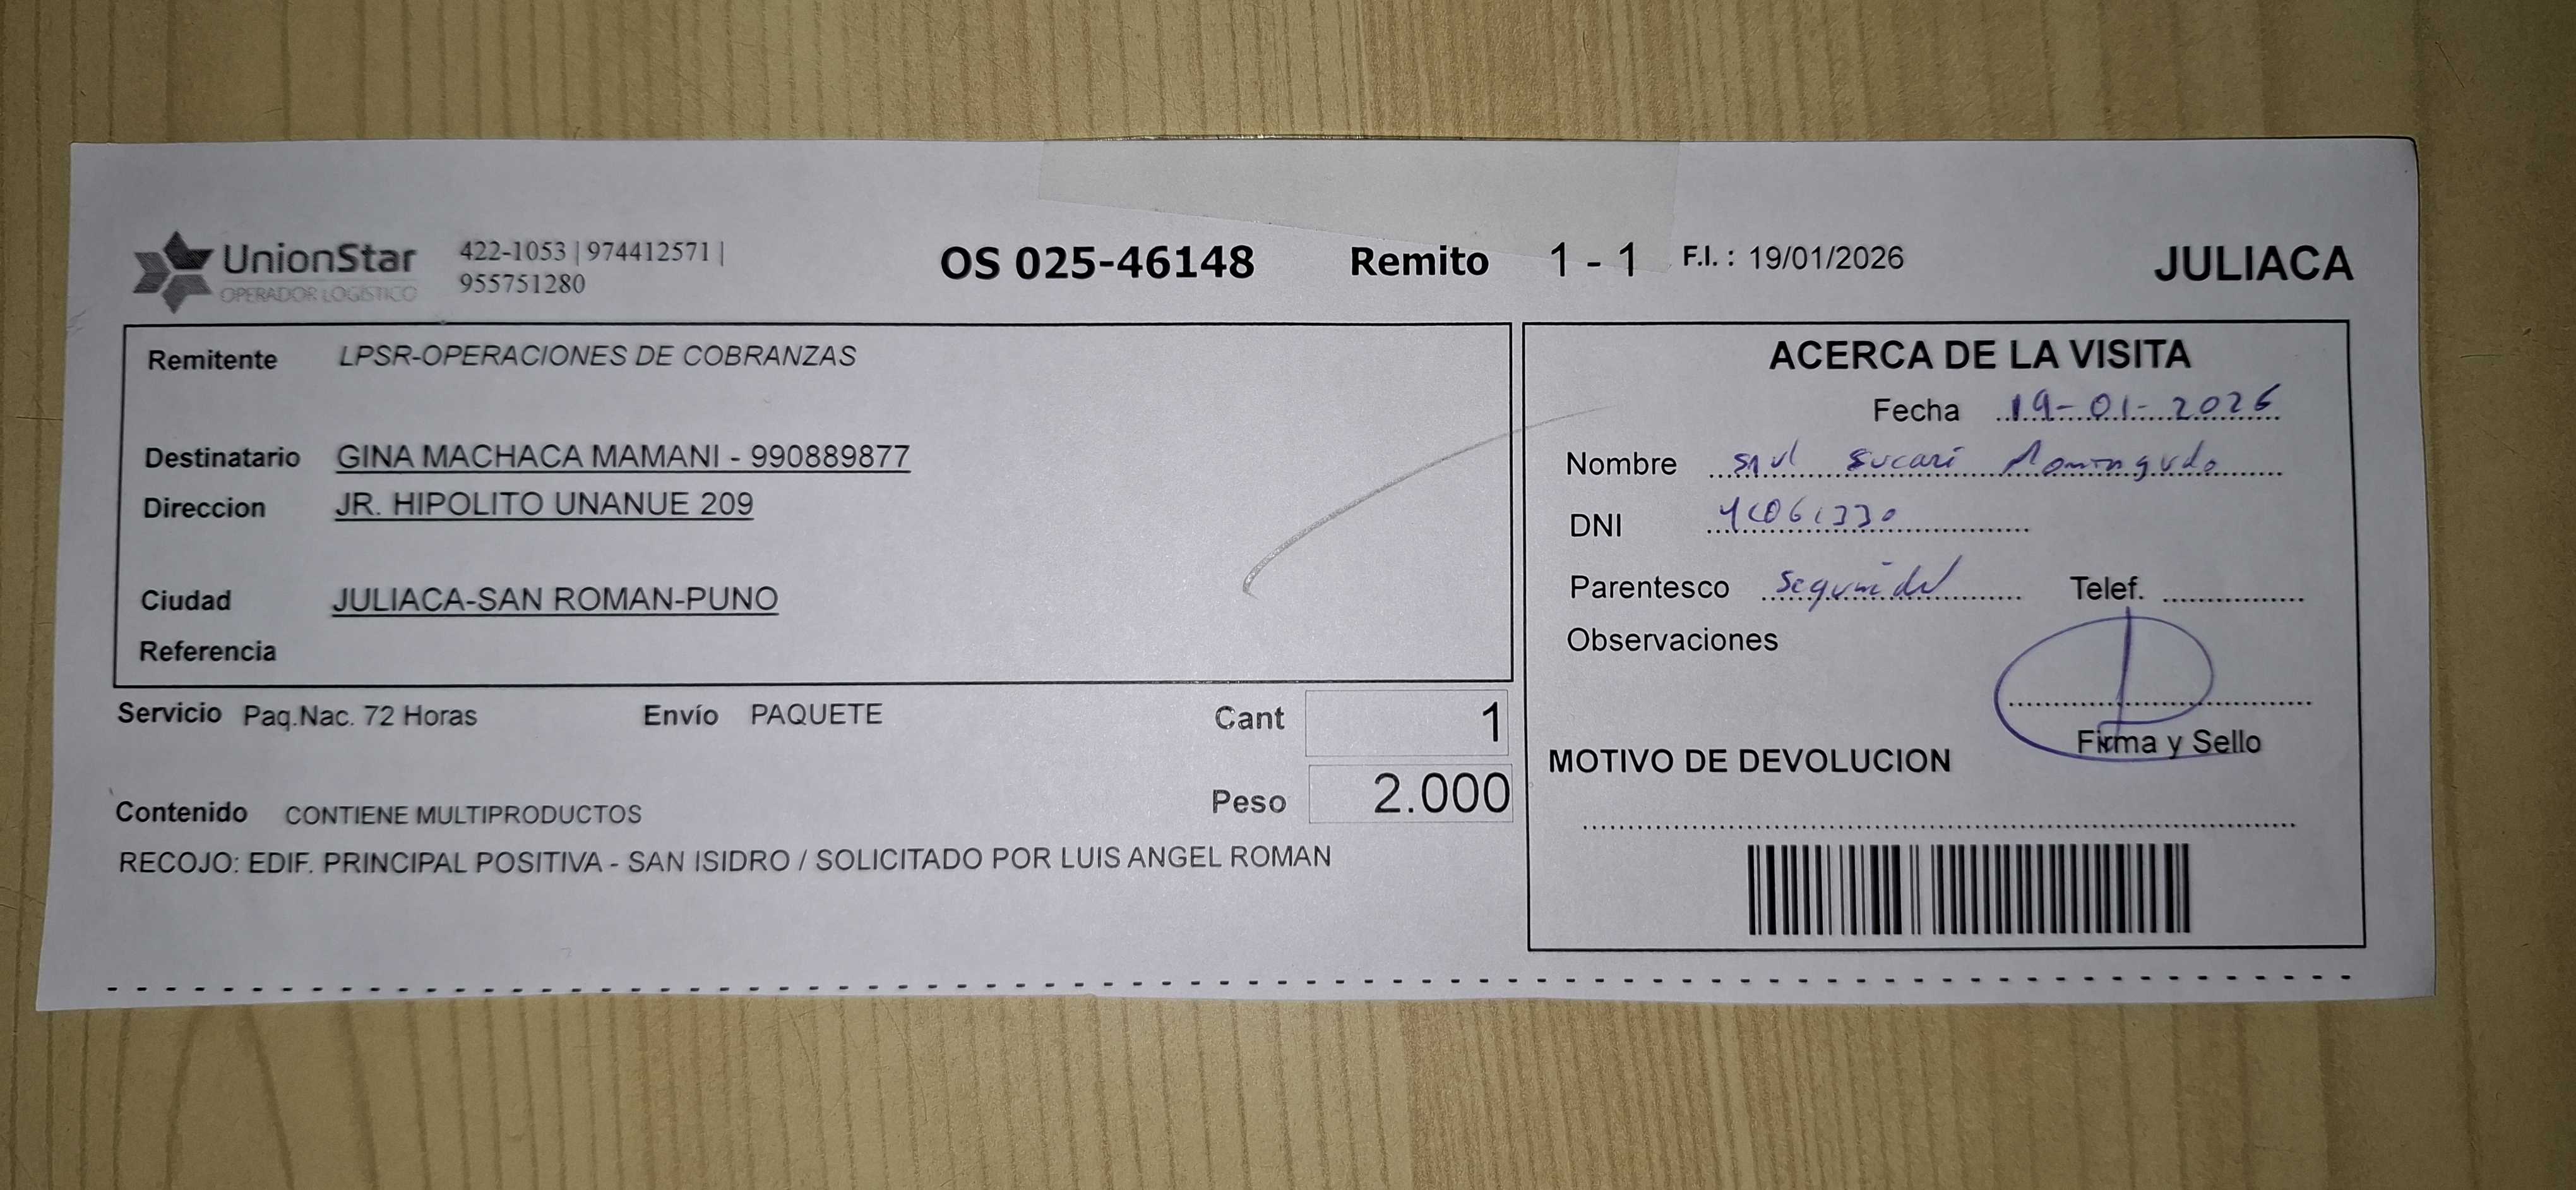 UnionStar
OPERADOR LOGÍSTICO
422-1053 | 974412571 |
955751280
OS 025-46148 Remito 1 - 1 F.I. : 19/01/2026 JULIACA
Remitente LPSR-OPERACIONES DE COBRANZAS
Destinatario GINA MACHACA MAMANI - 990889877
Direccion JR. HIPOLITO UNANUE 209
Ciudad JULIACA-SAN ROMAN-PUNO
Referencia
Servicio Paq.Nac. 72 Horas Envío PAQUETE Cant 1
Peso 2.000
Contenido CONTIENE MULTIPRODUCTOS
RECOJO: EDIF. PRINCIPAL POSITIVA - SAN ISIDRO / SOLICITADO POR LUIS ANGEL ROMAN
ACERCA DE LA VISITA
Fecha 19-01-2026
Nombre Sucari
DNI
Parentesco Telef.
Observaciones
Firma y Sello
MOTIVO DE DEVOLUCION